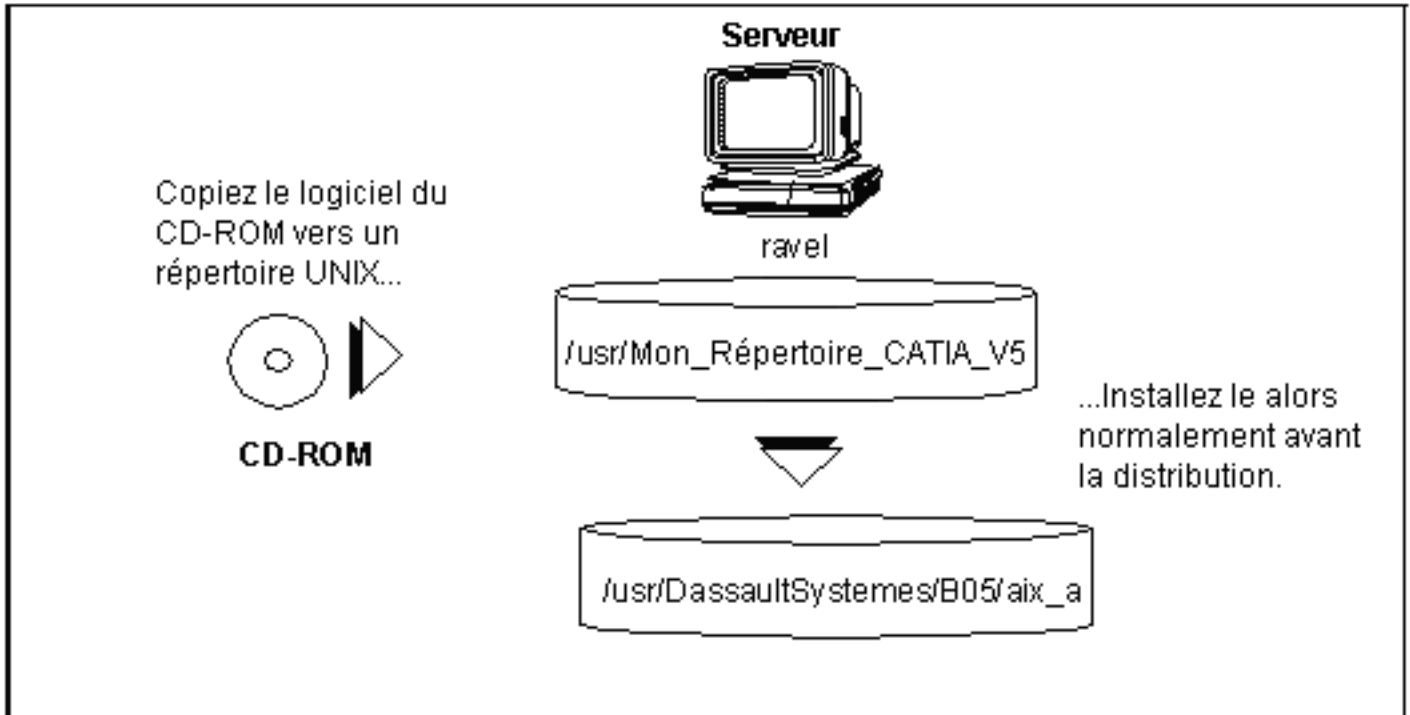 Serveur
Copiez le logiciel du
CD-ROM vers un
répertoire UNIX...
ravel
/usr/Mon_Répertoire_CATIA_V5
CD-ROM
...Installez le alors
normalement avant
la distribution.
/usr/DassaultSystemes/B05/aix_a